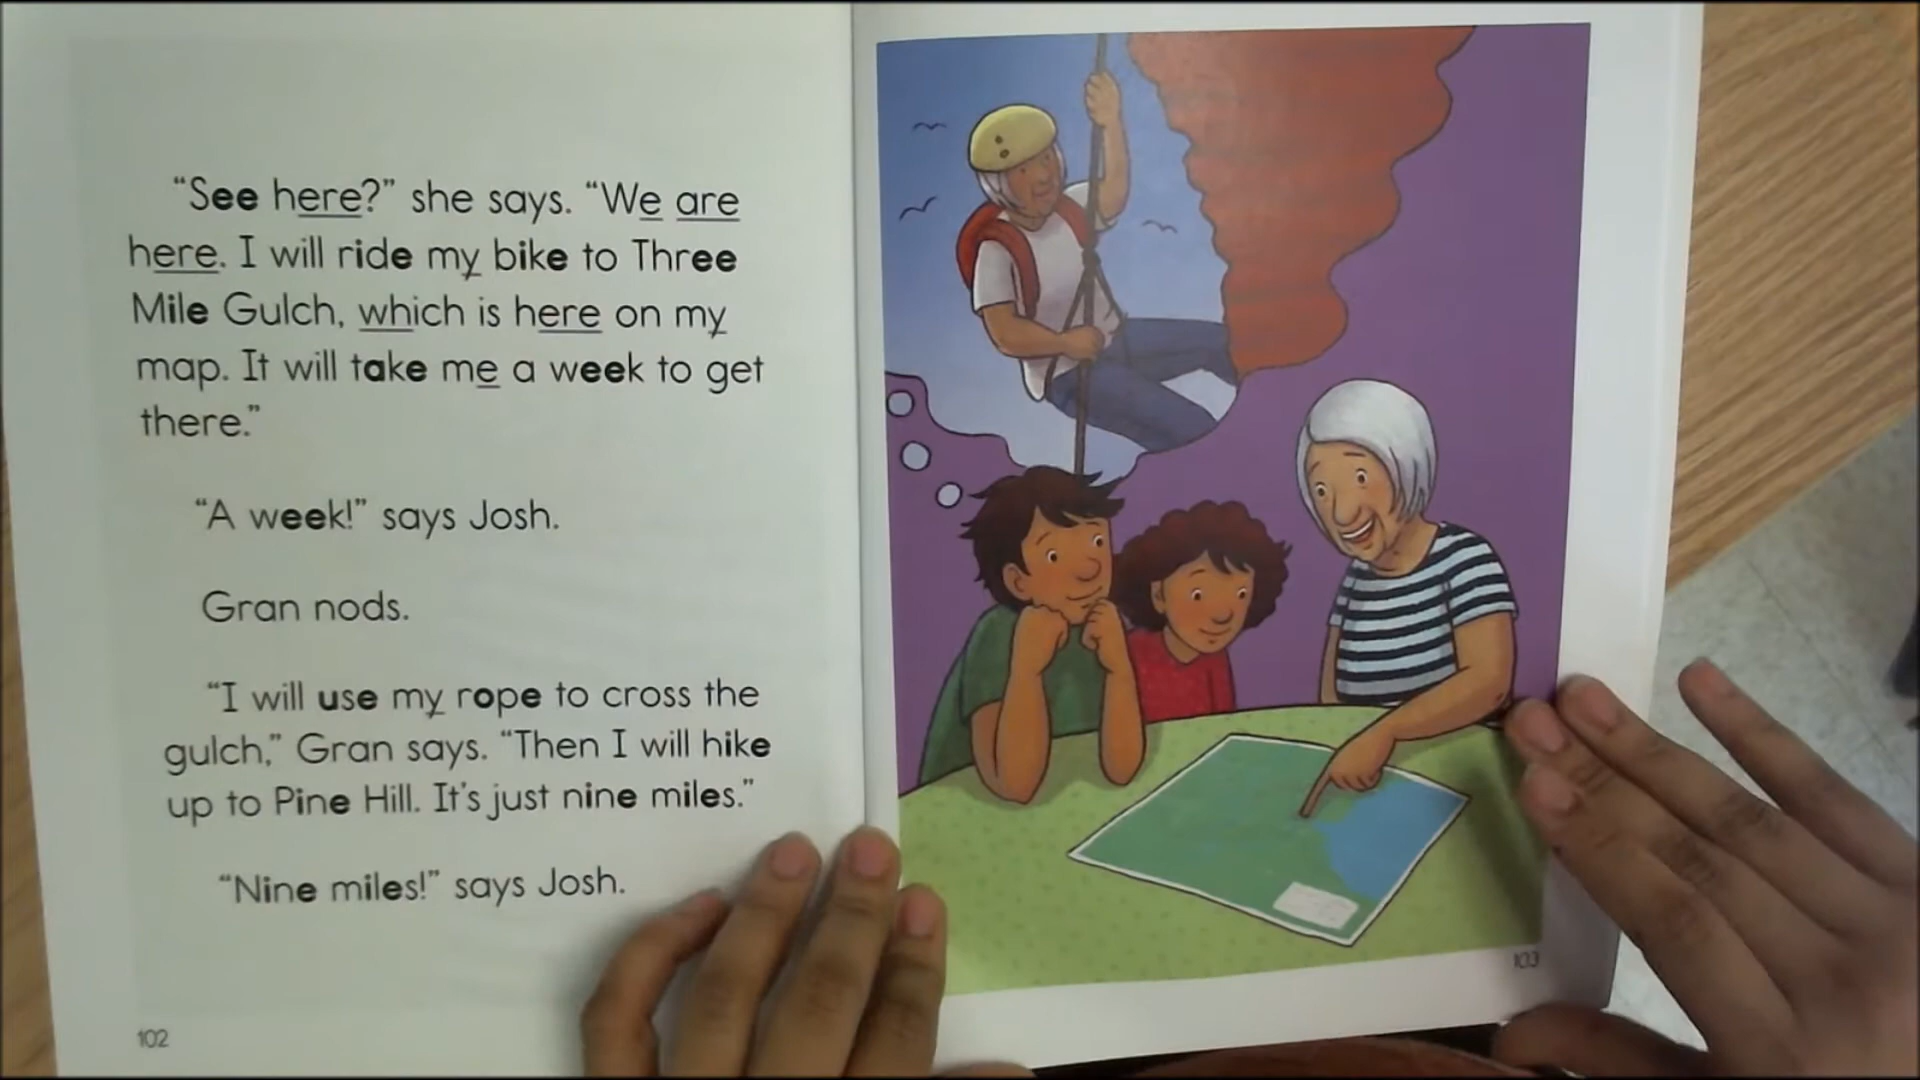 “See here?” she says. “We are
here. I will ride my bike to Three
Mile Gulch, which is here on my
map. It will take me a week to get
there.”
“A week!” says Josh.
Gran nods.
“I will use my rope to cross the
gulch,” Gran says. “Then I will hike
up to Pine Hill. It’s just nine miles.”
“Nine miles!” says Josh.
102
103